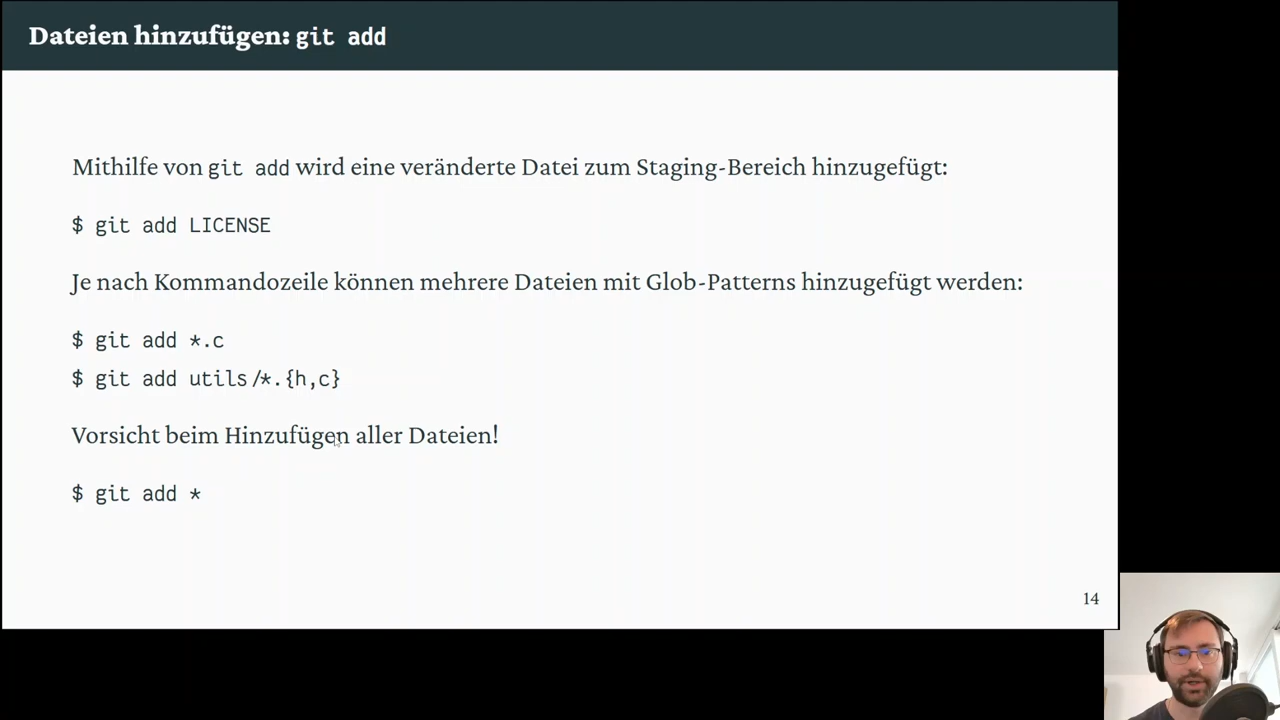 Dateien hinzufügen: git add
Mithilfe von git add wird eine veränderte Datei zum Staging-Bereich hinzugefügt:
$ git add LICENSE
Je nach Kommandozeile können mehrere Dateien mit Glob-Patterns hinzugefügt werden:
$ git add *.c
$ git add utils/*.{h,c}
Vorsicht beim Hinzufügen aller Dateien!
$ git add *
14